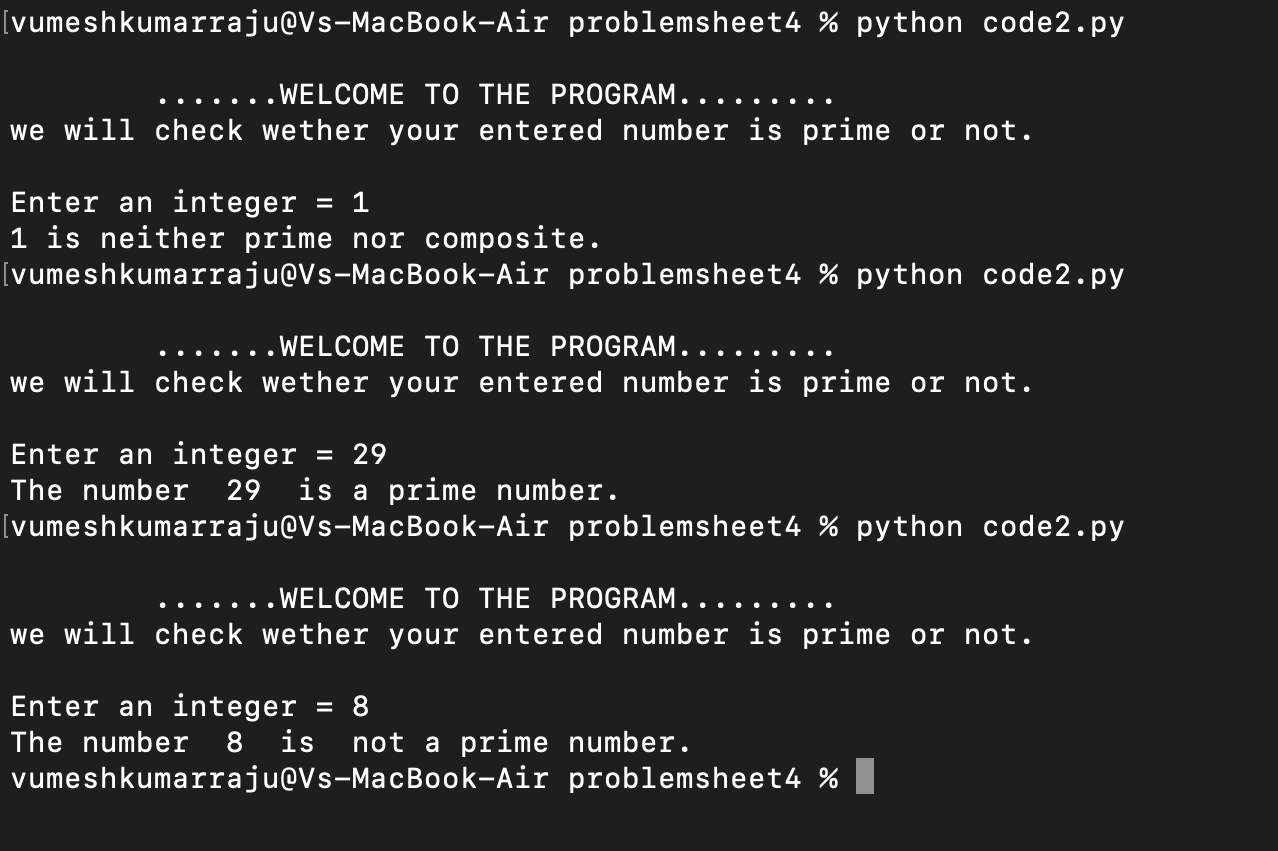 [vumeshkumarraju@Vs-MacBook-Air problemsheet4 % python code2.py
.......WELCOME TO THE PROGRAM.........
we will check wether your entered number is prime or not.
Enter an integer = 1
1 is neither prime nor composite.
[vumeshkumarraju@Vs-MacBook-Air problemsheet4 % python code2.py
.......WELCOME TO THE PROGRAM.........
we will check wether your entered number is prime or not.
Enter an integer = 29
The number  29  is a prime number.
[vumeshkumarraju@Vs-MacBook-Air problemsheet4 % python code2.py
.......WELCOME TO THE PROGRAM.........
we will check wether your entered number is prime or not.
Enter an integer = 8
The number  8  is  not a prime number.
vumeshkumarraju@Vs-MacBook-Air problemsheet4 %